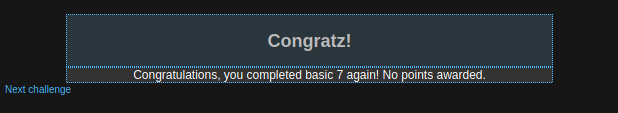 Congratz!
Congratulations, you completed basic 7 again! No points awarded.
Next challenge